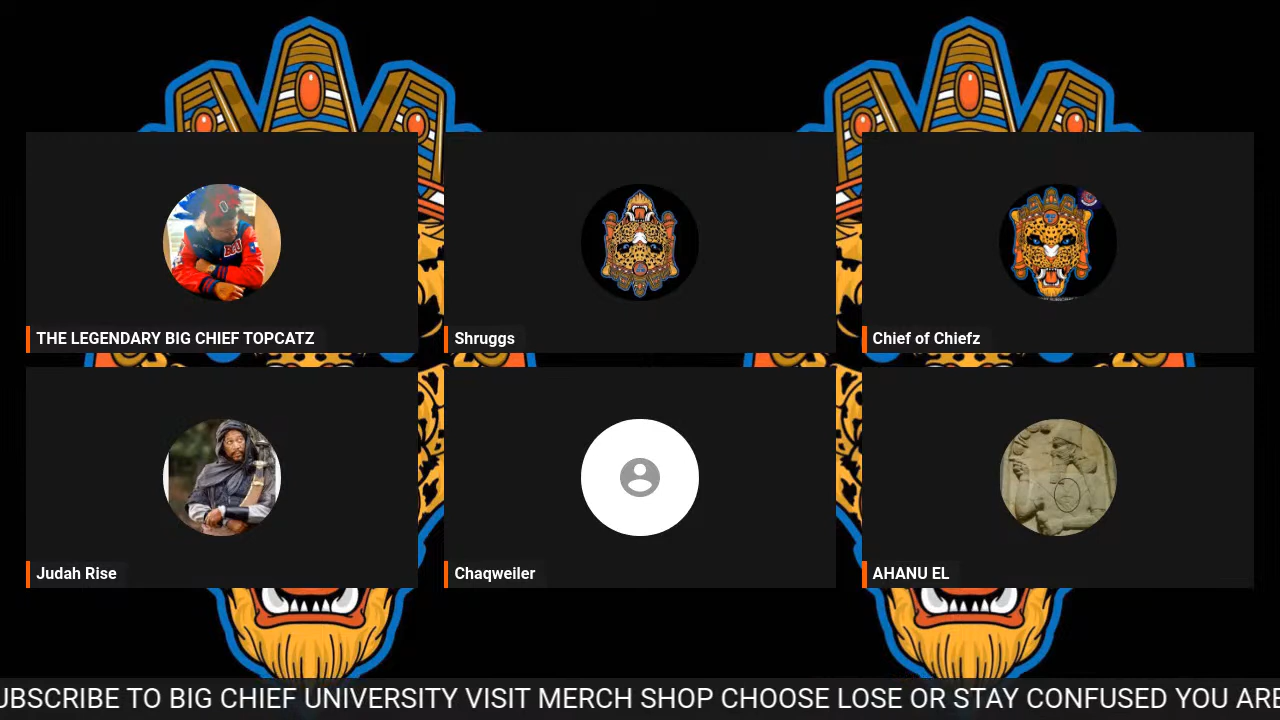 THE LEGENDARY BIG CHIEF TOPCATZ
Shruggs
Chief of Chiefz
Judah Rise
Chaqweiler
AHANU EL
UBSCRIBE TO BIG CHIEF UNIVERSITY VISIT MERCH SHOP CHOOSE LOSE OR STAY CONFUSED YOU ARE